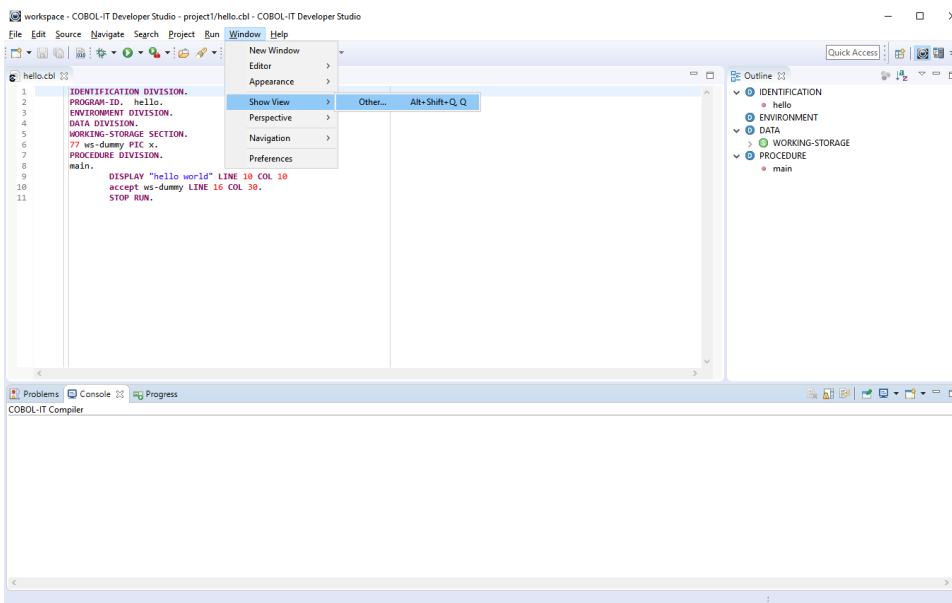 workspace - COBOL-IT Developer Studio - project1/hello.cbl - COBOL-IT Developer Studio
File Edit Source Navigate Search Project Run Window Help
Quick Access
New Window
Editor
Appearance
Show View
Perspective
Navigation
Preferences
Other... Alt+Shift+Q, Q
hello.cbl
1 IDENTIFICATION DIVISION.
2 PROGRAM-ID. hello.
3 ENVIRONMENT DIVISION.
4 DATA DIVISION.
5 WORKING-STORAGE SECTION.
6 77 ws-dummy PIC x.
7 PROCEDURE DIVISION.
8 main.
9 DISPLAY "hello world" LINE 10 COL 10
10 accept ws-dummy LINE 16 COL 30.
11 STOP RUN.
Outline
IDENTIFICATION
hello
ENVIRONMENT
DATA
WORKING-STORAGE
PROCEDURE
main
Problems Console Progress
COBOL-IT Compiler